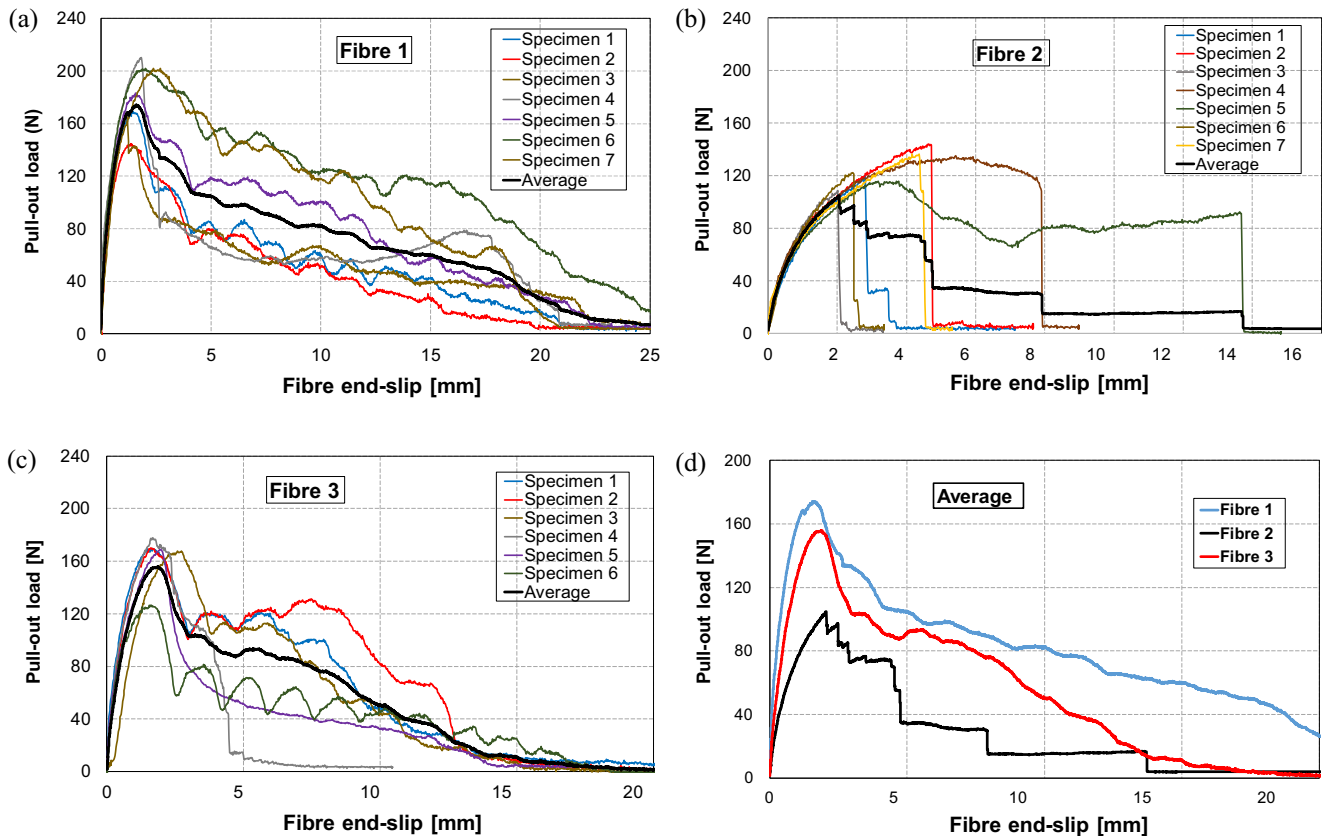 (a)
240
200
160
120
80
40
0
Pull-out load (N)
Fibre 1
Specimen 1
Specimen 2
Specimen 3
Specimen 4
Specimen 5
Specimen 6
Specimen 7
Average
0 5 10 15 20 25
Fibre end-slip [mm]
(b)
240
200
160
120
80
40
0
Pull-out load [N]
Fibre 2
Specimen 1
Specimen 2
Specimen 3
Specimen 4
Specimen 5
Specimen 6
Specimen 7
Average
0 2 4 6 8 10 12 14 16
Fibre end-slip [mm]
(c)
240
200
160
120
80
40
0
Pull-out load [N]
Fibre 3
Specimen 1
Specimen 2
Specimen 3
Specimen 4
Specimen 5
Specimen 6
Average
0 5 10 15 20
Fibre end-slip [mm]
(d)
200
160
120
80
40
0
Pull-out load [N]
Average
Fibre 1
Fibre 2
Fibre 3
0 5 10 15 20
Fibre end-slip [mm]